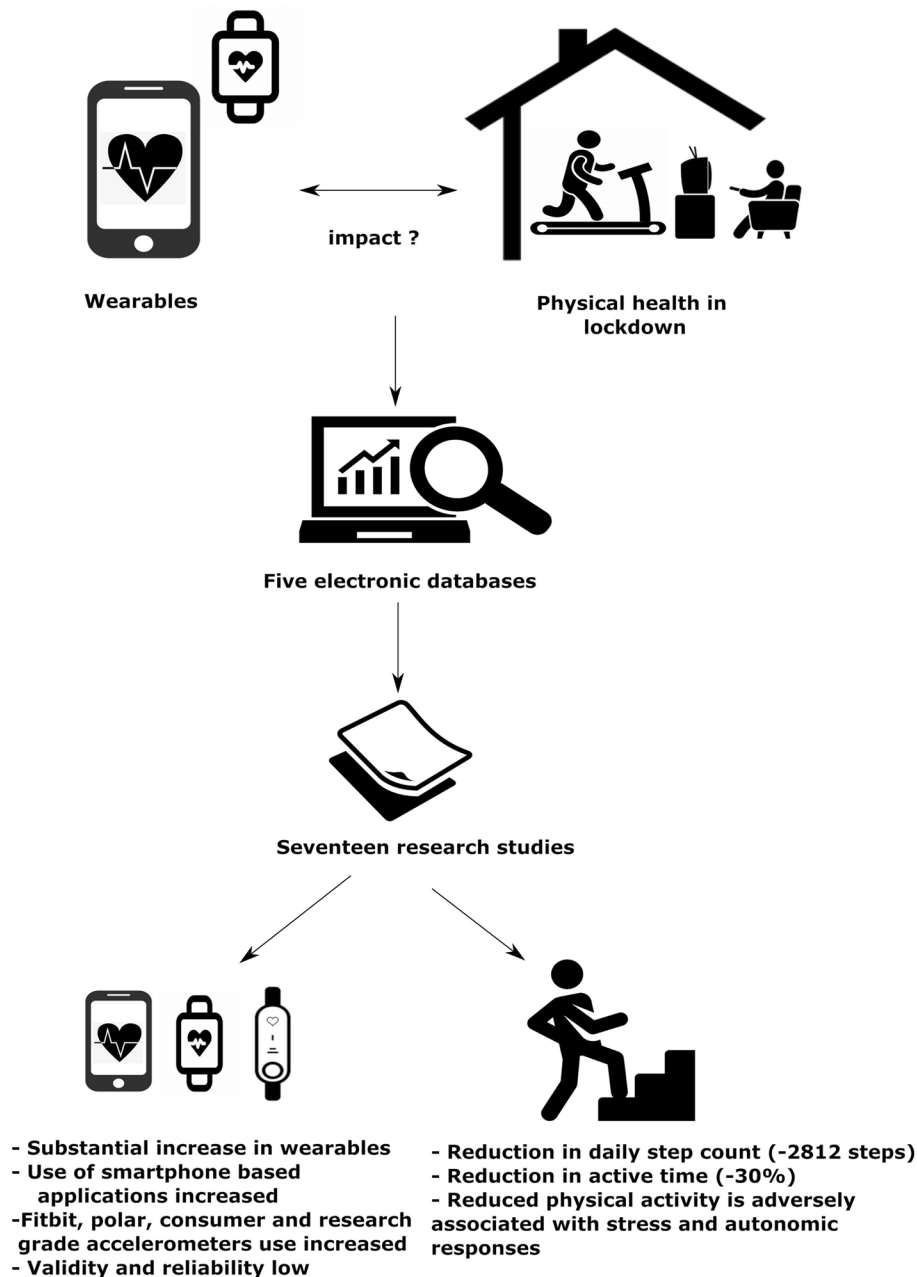 impact ?
Wearables
Physical health in
lockdown
Five electronic databases
Seventeen research studies
- Substantial increase in wearables
- Use of smartphone based
applications increased
-Fitbit, polar, consumer and research
grade accelerometers use increased
- Validity and reliability low
- Reduction in daily step count (-2812 steps)
- Reduction in active time (-30%)
- Reduced physical activity is adversely
associated with stress and autonomic
responses